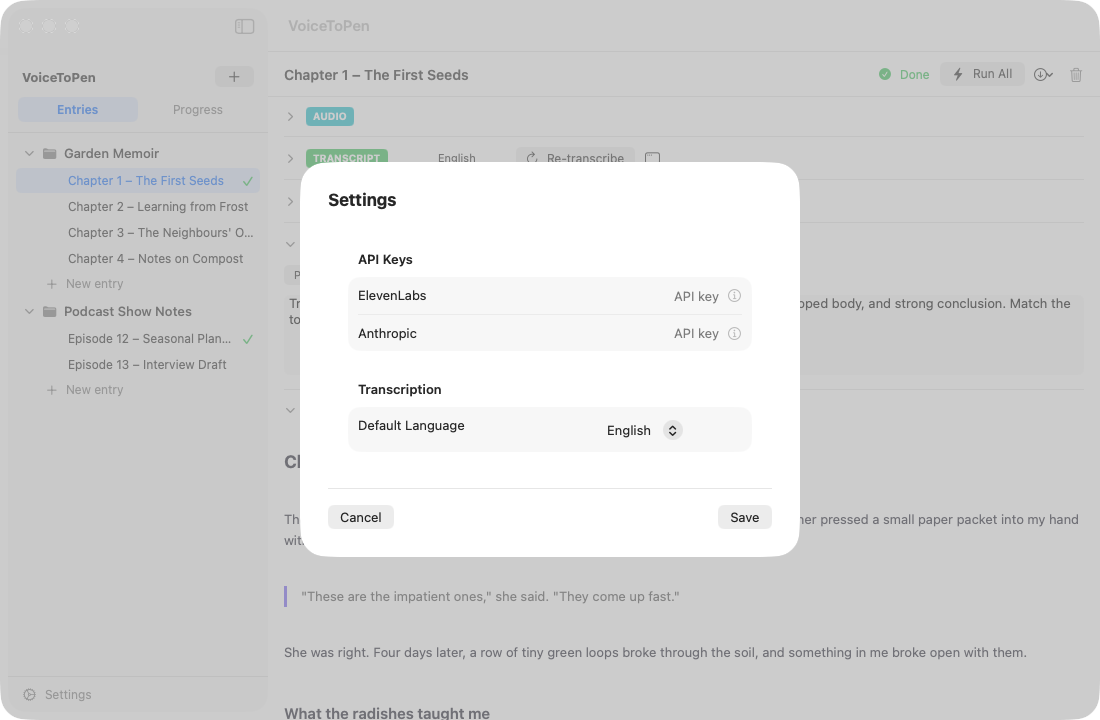 VoiceToPen
VoiceToPen
Entries
Progress
Garden Memoir
Chapter 1 – The First Seeds
Chapter 2 – Learning from Frost
Chapter 3 – The Neighbours' O...
Chapter 4 – Notes on Compost
New entry
Podcast Show Notes
Episode 12 – Seasonal Plan...
Episode 13 – Interview Draft
New entry
Settings
Chapter 1 – The First Seeds
Done
Run All
AUDIO
TRANSCRIPT
English
Re-transcribe
Settings
API Keys
ElevenLabs
API key
Anthropic
API key
Transcription
Default Language
English
Cancel
Save
body, and strong conclusion. Match the
pressed a small paper packet into my hand
"These are the impatient ones," she said. "They come up fast."
She was right. Four days later, a row of tiny green loops broke through the soil, and something in me broke open with them.
What the radishes taught me